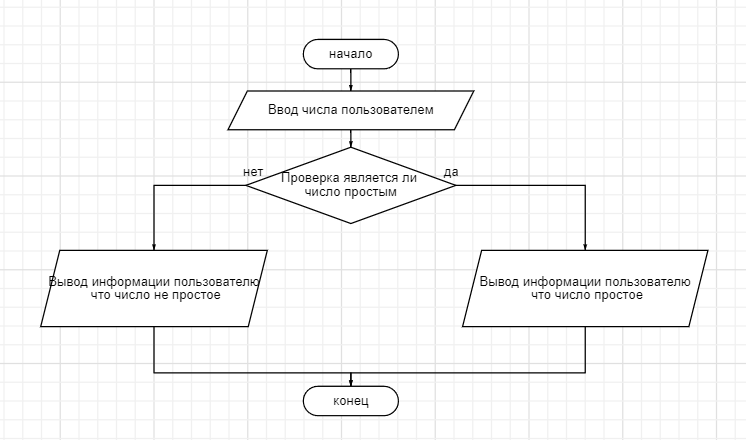 начало
Ввод числа пользователем
нет
да
Проверка является ли
число простым
Вывод информации пользователю
что число не простое
Вывод информации пользователю
что число простое
конец